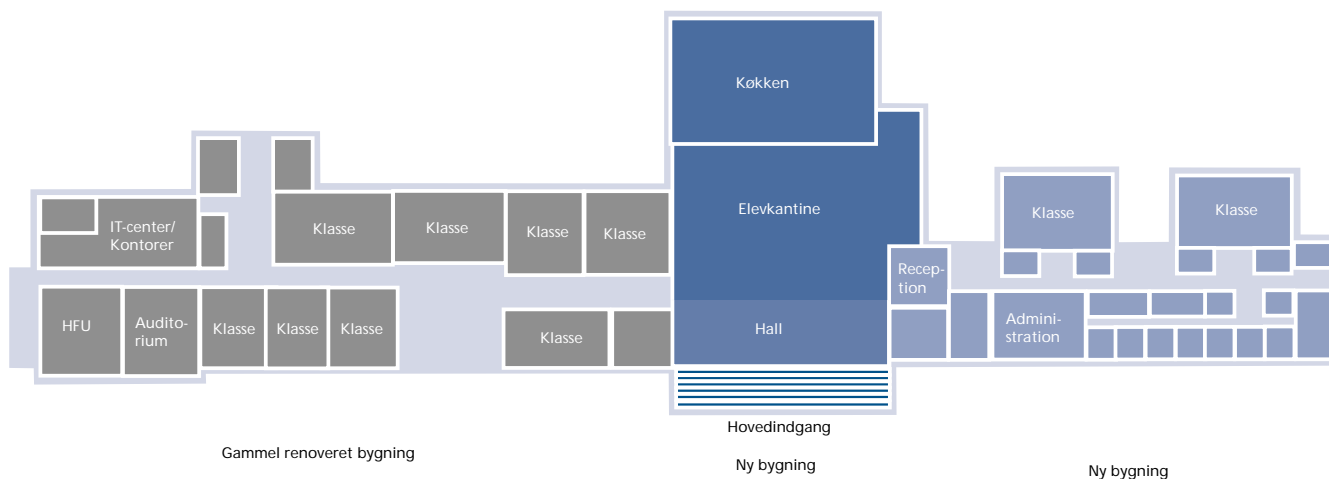 Køkken
Elevkantine
Hall
IT-center/
Kontorer
Klasse
Klasse
Klasse
Klasse
HFU
Audito-
rium
Klasse
Klasse
Klasse
Klasse
Recep-
tion
Klasse
Klasse
Admini-
stration
Hovedindgang
Gammel renoveret bygning
Ny bygning
Ny bygning